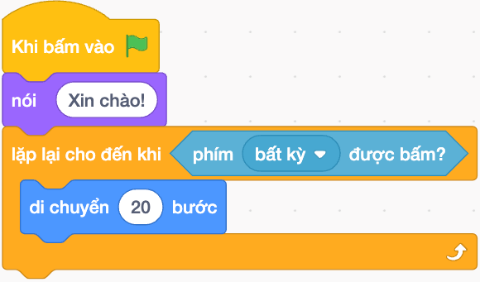 Khi bấm vào
nói Xin chào!
lặp lại cho đến khi phím bất kỳ được bấm?
di chuyển 20 bước